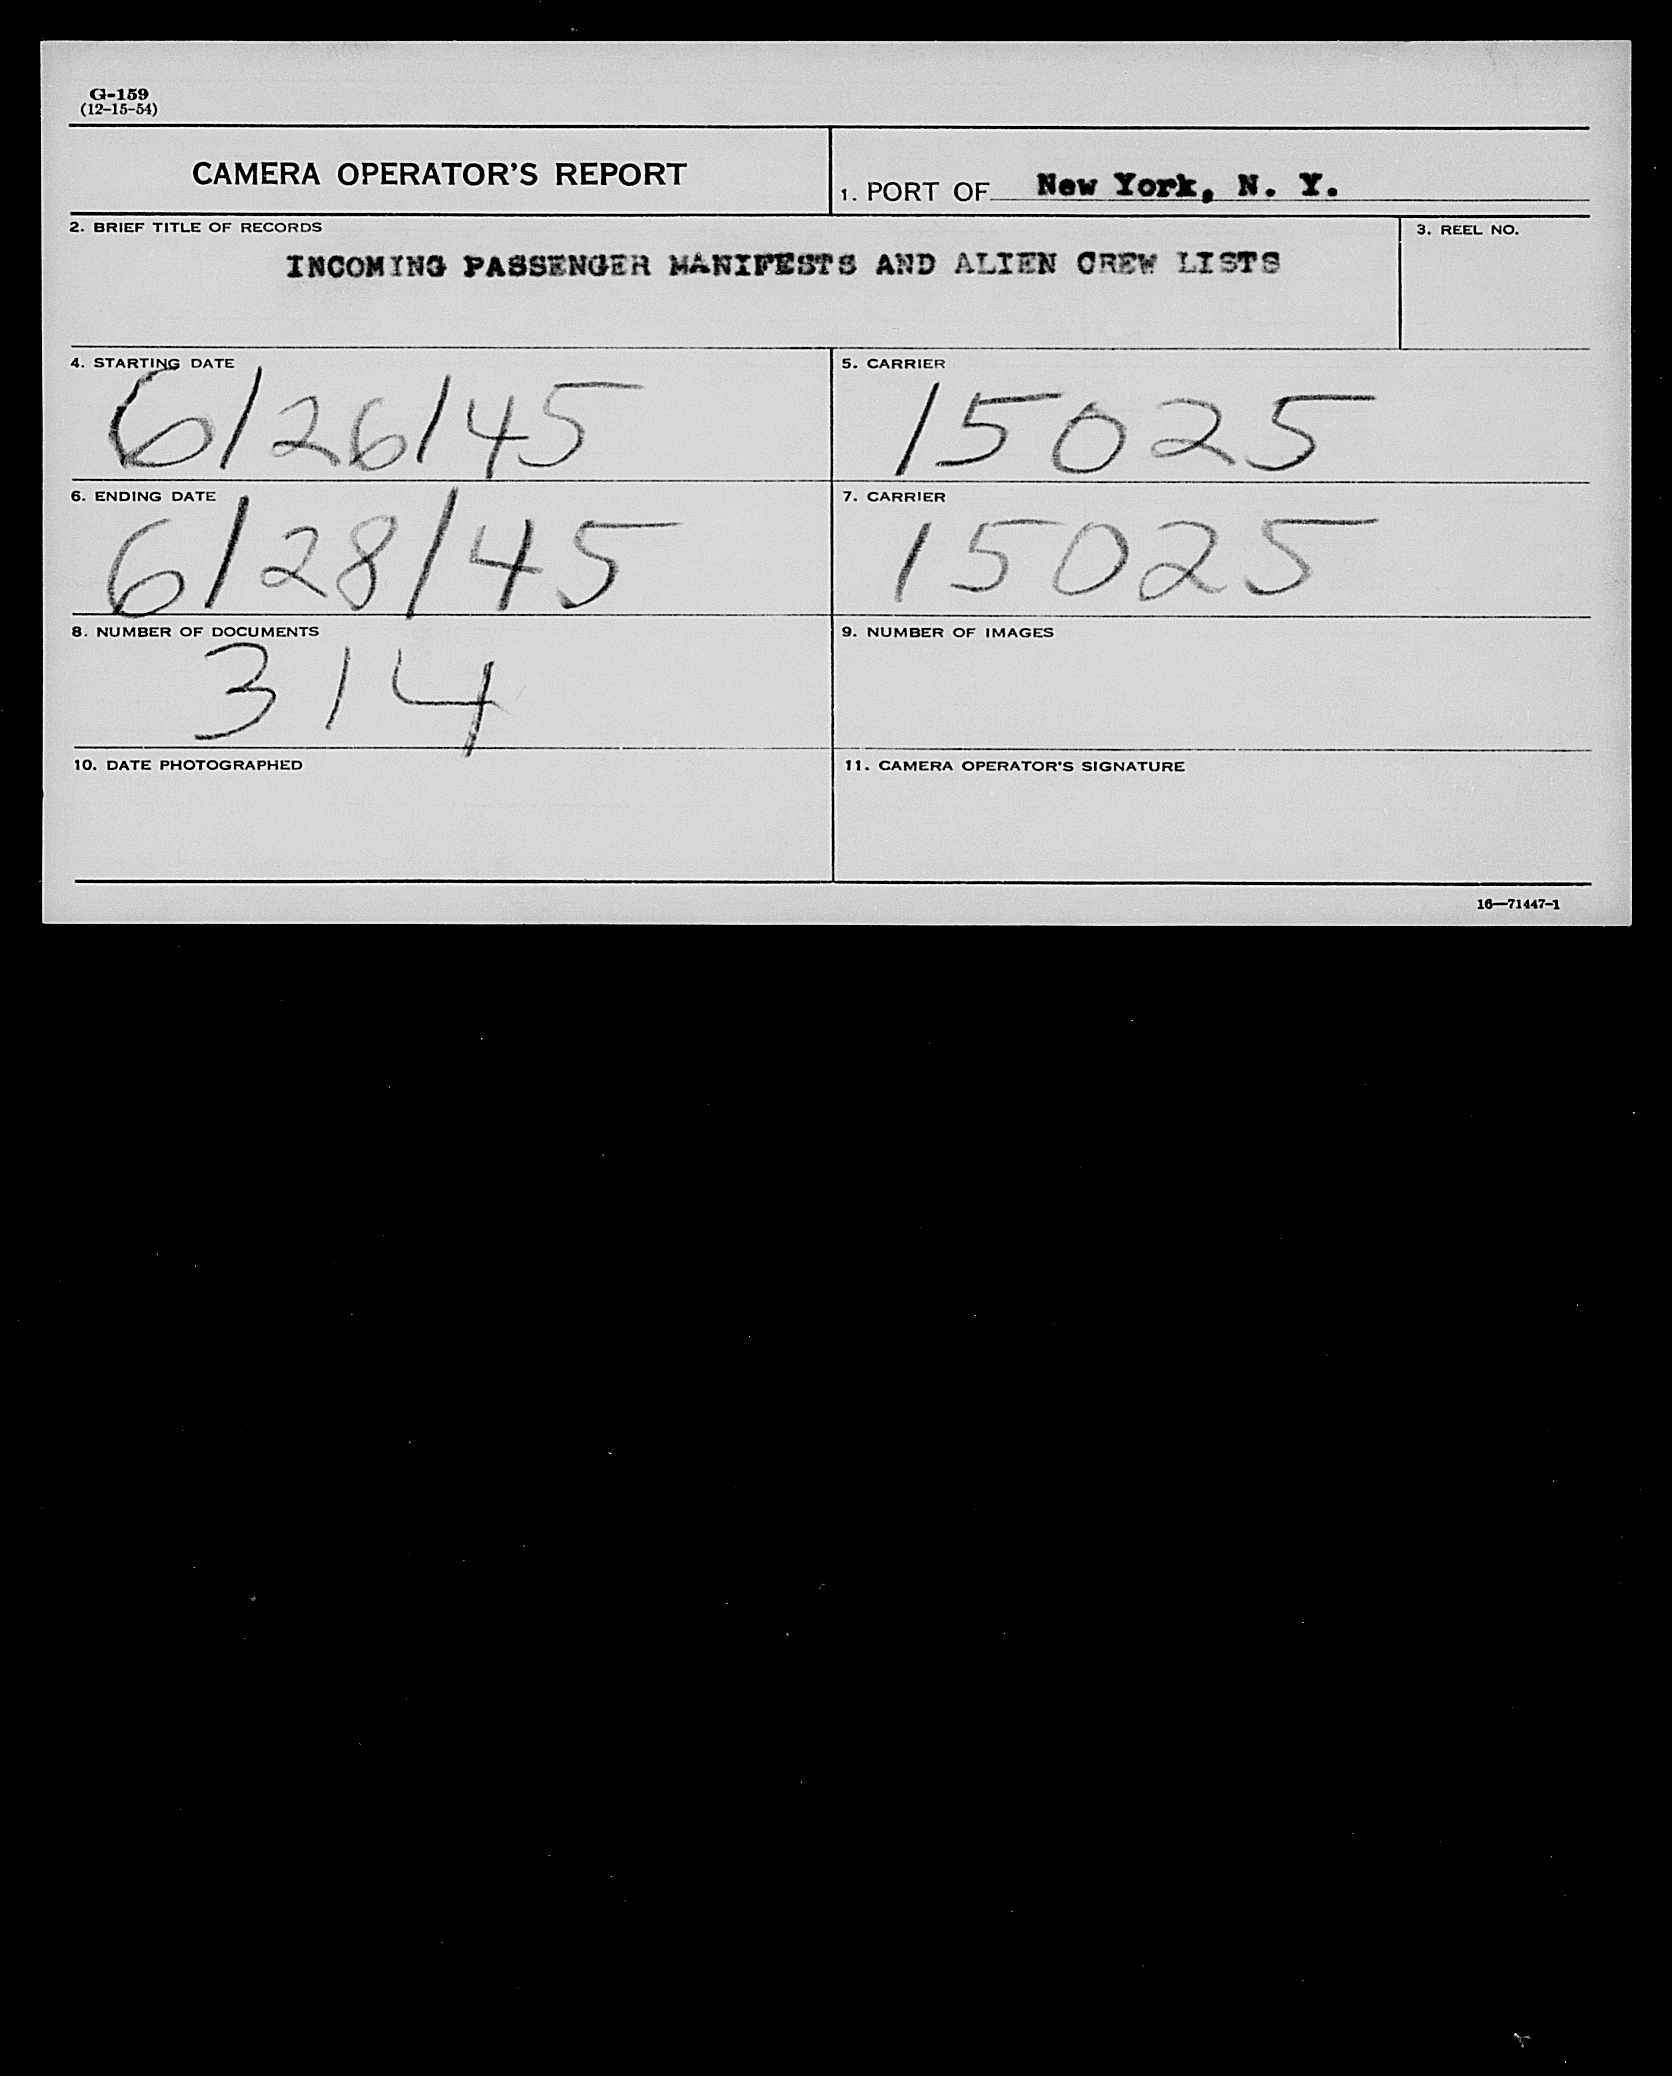 G-159
(12-15-54)
CAMERA OPERATOR'S REPORT
1. PORT OF New York, N. Y.
2. BRIEF TITLE OF RECORDS
INCOMING PASSENGER MANIFESTS AND ALIEN CREW LISTS
3. REEL NO.
4. STARTING DATE
6/26/45
5. CARRIER
15025
6. ENDING DATE
6/28/45
7. CARRIER
15025
8. NUMBER OF DOCUMENTS
314
9. NUMBER OF IMAGES
10. DATE PHOTOGRAPHED
11. CAMERA OPERATOR'S SIGNATURE
16—71447-1